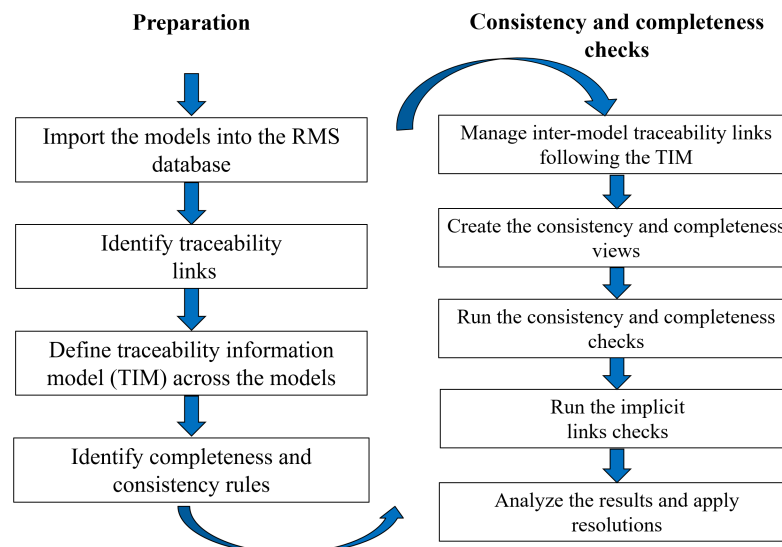 Preparation
Import the models into the RMS
database
Identify traceability
links
Define traceability information
model (TIM) across the models
Identify completeness and
consistency rules
Consistency and completeness
checks
Manage inter-model traceability links
following the TIM
Create the consistency and completeness
views
Run the consistency and completeness
checks
Run the implicit
links checks
Analyze the results and apply
resolutions